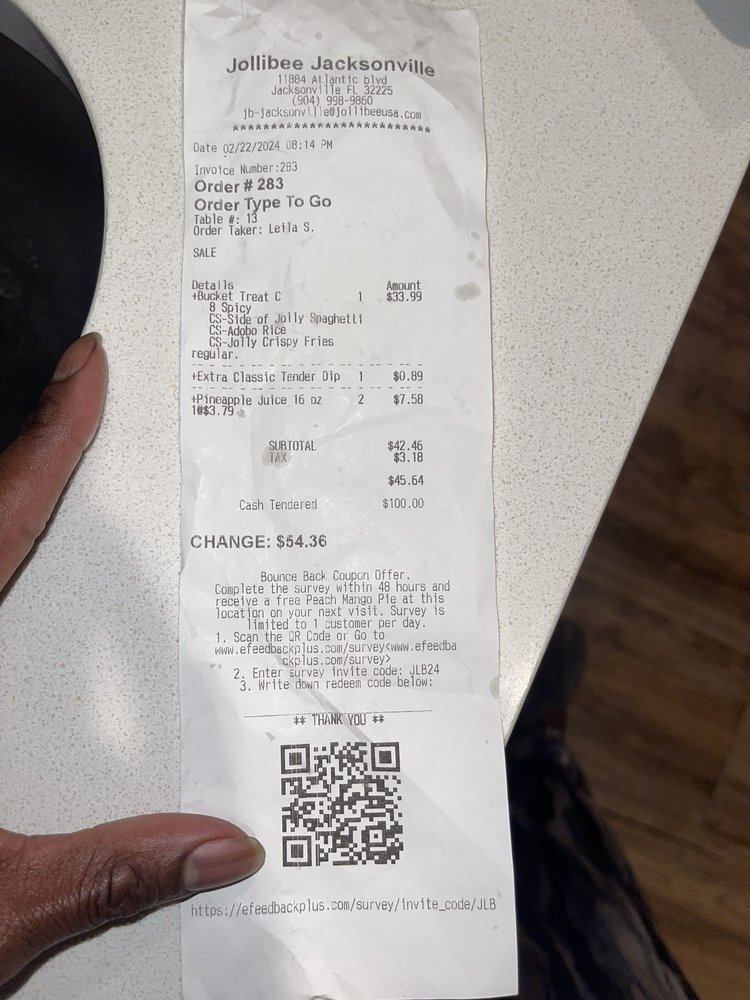 Jollibee Jacksonville
11884 Atlantic blvd
Jacksonville FL 32225
(904) 998-9860
jb-jacksonville@jollibeeusa.com
*****************************
Date 02/22/2024 08:14 PM
Invoice Number:283
Order # 283
Order Type To Go
Table #: 13
Order Taker: Leila S.
SALE
Details Amount
+Bucket Treat C 1 $33.99
8 Spicy
CS-Side of Jolly Spaghetti
CS-Adobo Rice
CS-Jolly Crispy Fries
regular.
+Extra Classic Tender Dip 1 $0.89
+Pineapple Juice 16 oz 2 $7.58
1@$3.79
SUBTOTAL $42.46
TAX $3.18
$45.64
Cash Tendered $100.00
CHANGE: $54.36
Bounce Back Coupon Offer.
Complete the survey within 48 hours and
receive a free Peach Mango Pie at this
location on your next visit. Survey is
limited to 1 customer per day.
1. Scan the QR Code or Go to
www.efeedbackplus.com/survey<www.efeedba
ckplus.com/survey>
2. Enter survey invite code: JLB24
3. Write down redeem code below:
** THANK YOU **
https://efeedbackplus.com/survey/invite_code/JLB